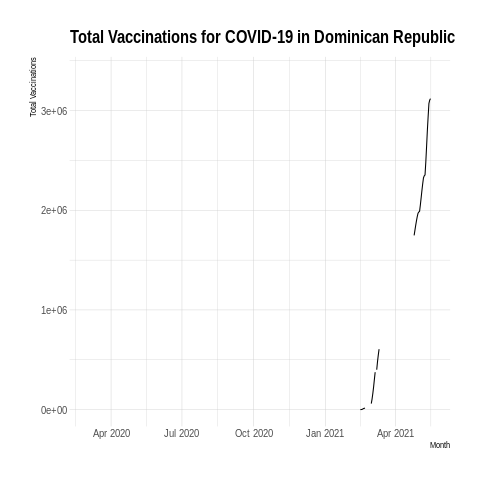 Total Vaccinations for COVID-19 in Dominican Republic
Total Vaccinations
3e+06
2e+06
1e+06
0e+00
Apr 2020
Jul 2020
Oct 2020
Jan 2021
Apr 2021
Month